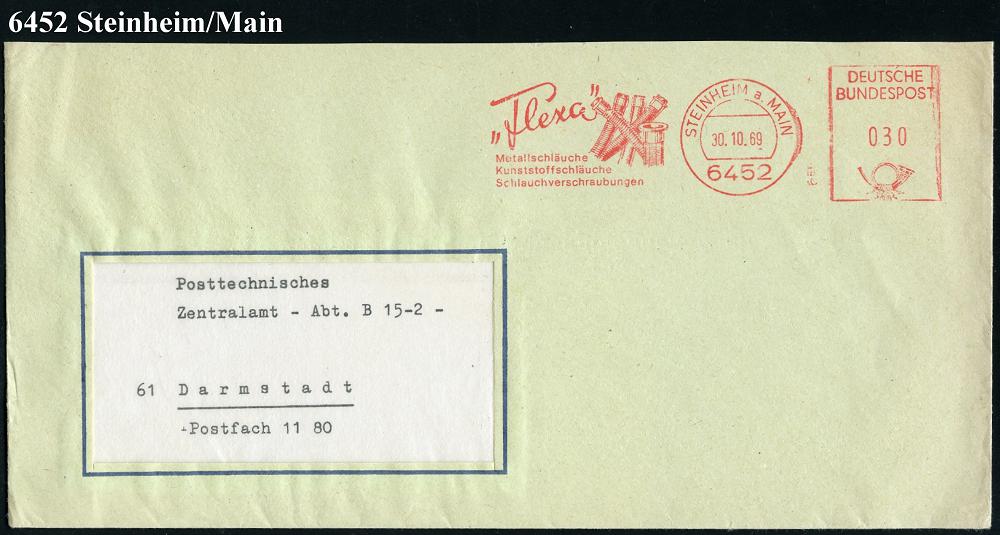 6452 Steinheim/Main
„Flexa“
Metallschläuche
Kunststoffschläuche
Schlauchverschraubungen
STEINHEIM a. MAIN
30.10.69
6452
DEUTSCHE
BUNDESPOST
030
Posttechnisches
Zentralamt - Abt. B 15-2 -
61 Darmstadt
Postfach 11 80